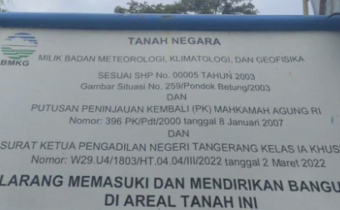 BMKG
TANAH NEGARA
MILIK BADAN METEOROLOGI, KLIMATOLOGI, DAN GEOFISIKA
SESUAI SHP No. 00005 TAHUN 2003
Gambar Situasi No. 259/Pondok Betung/2003
DAN
PUTUSAN PENINJAUAN KEMBALI (PK) MAHKAMAH AGUNG RI
Nomor: 396 PK/Pdt/2000 tanggal 8 Januari 2007
DAN
SURAT KETUA PENGADILAN NEGERI TANGERANG KELAS IA KHUS
Nomor: W29.U4/1803/HT.04.04/III/2022 tanggal 2 Maret 2022
LARANG MEMASUKI DAN MENDIRIKAN BANGU
DI AREAL TANAH INI